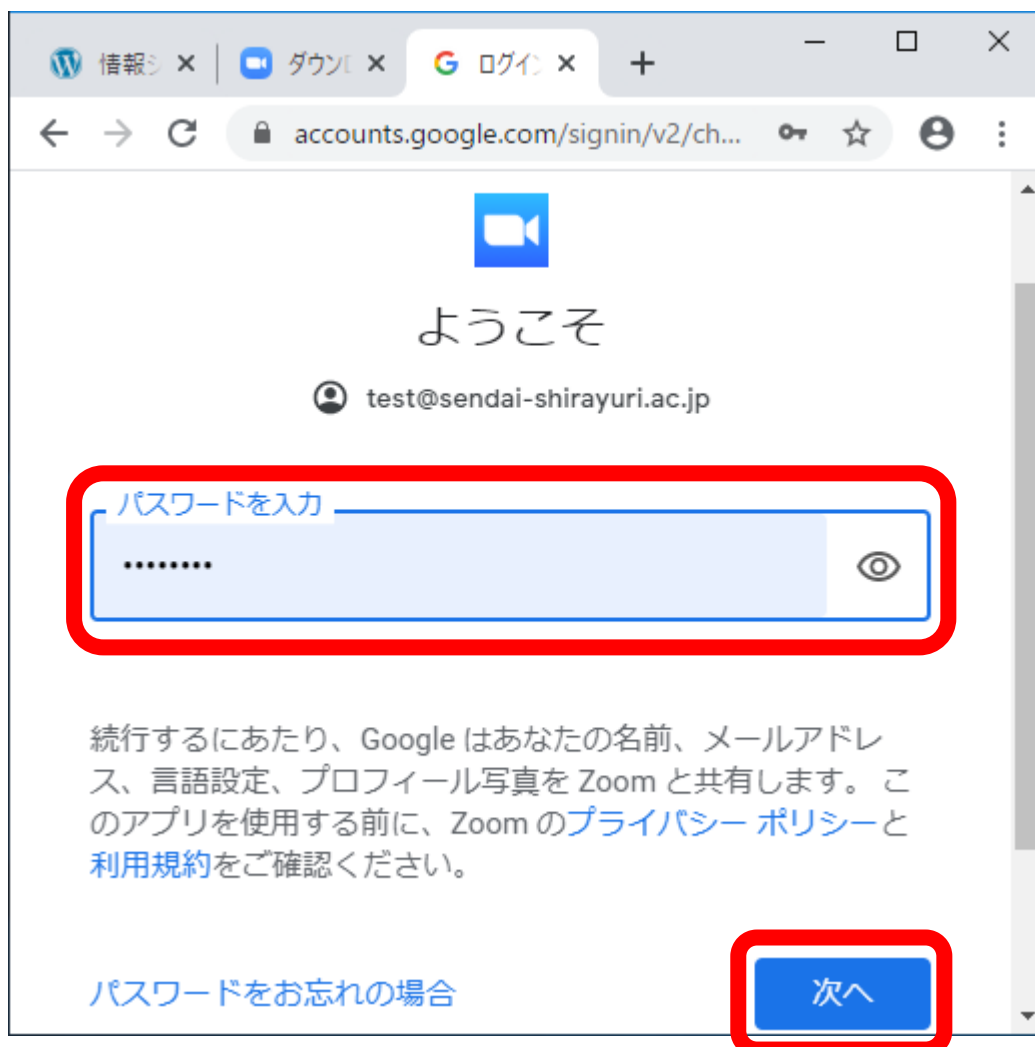 情報シ ダウンロ ログイン
accounts.google.com/signin/v2/ch...
ようこそ
test@sendai-shirayuri.ac.jp
パスワードを入力
••••••••
続行するにあたり、Google はあなたの名前、メールアドレ
ス、言語設定、プロフィール写真を Zoom と共有します。 こ
のアプリを使用する前に、Zoom のプライバシー ポリシーと
利用規約をご確認ください。
パスワードをお忘れの場合
次へ